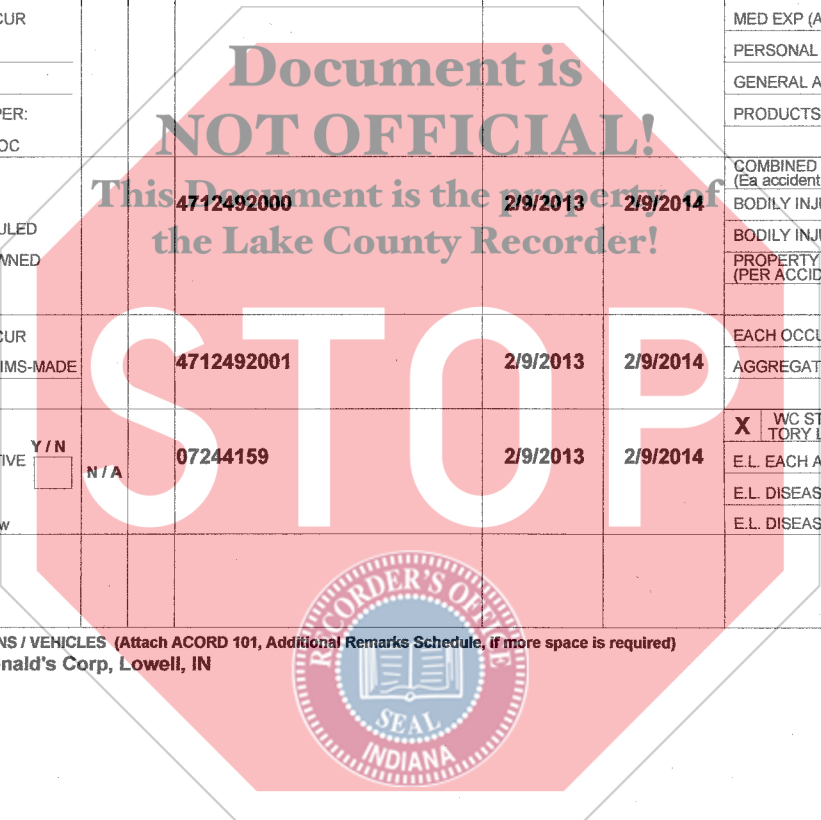 CUR
MED EXP (A
PERSONAL
GENERAL A
PER:
PRODUCTS
OC
Document is
NOT OFFICIAL!
This Document is the property of
the Lake County Recorder!
COMBINED
(Ea accident
4712492000 2/9/2013 2/9/2014
BODILY INJU
ULED
BODILY INJU
WNED
PROPERTY
(PER ACCID
STOP
CUR
EACH OCCU
IMS-MADE
4712492001 2/9/2013 2/9/2014
AGGREGAT
X WC ST
TORY L
Y / N
TIVE
N / A
07244159 2/9/2013 2/9/2014
E.L. EACH A
E.L. DISEAS
w
E.L. DISEAS
NS / VEHICLES (Attach ACORD 101, Additional Remarks Schedule, if more space is required)
nald's Corp, Lowell, IN
RECORDER'S OFFICE
SEAL
INDIANA